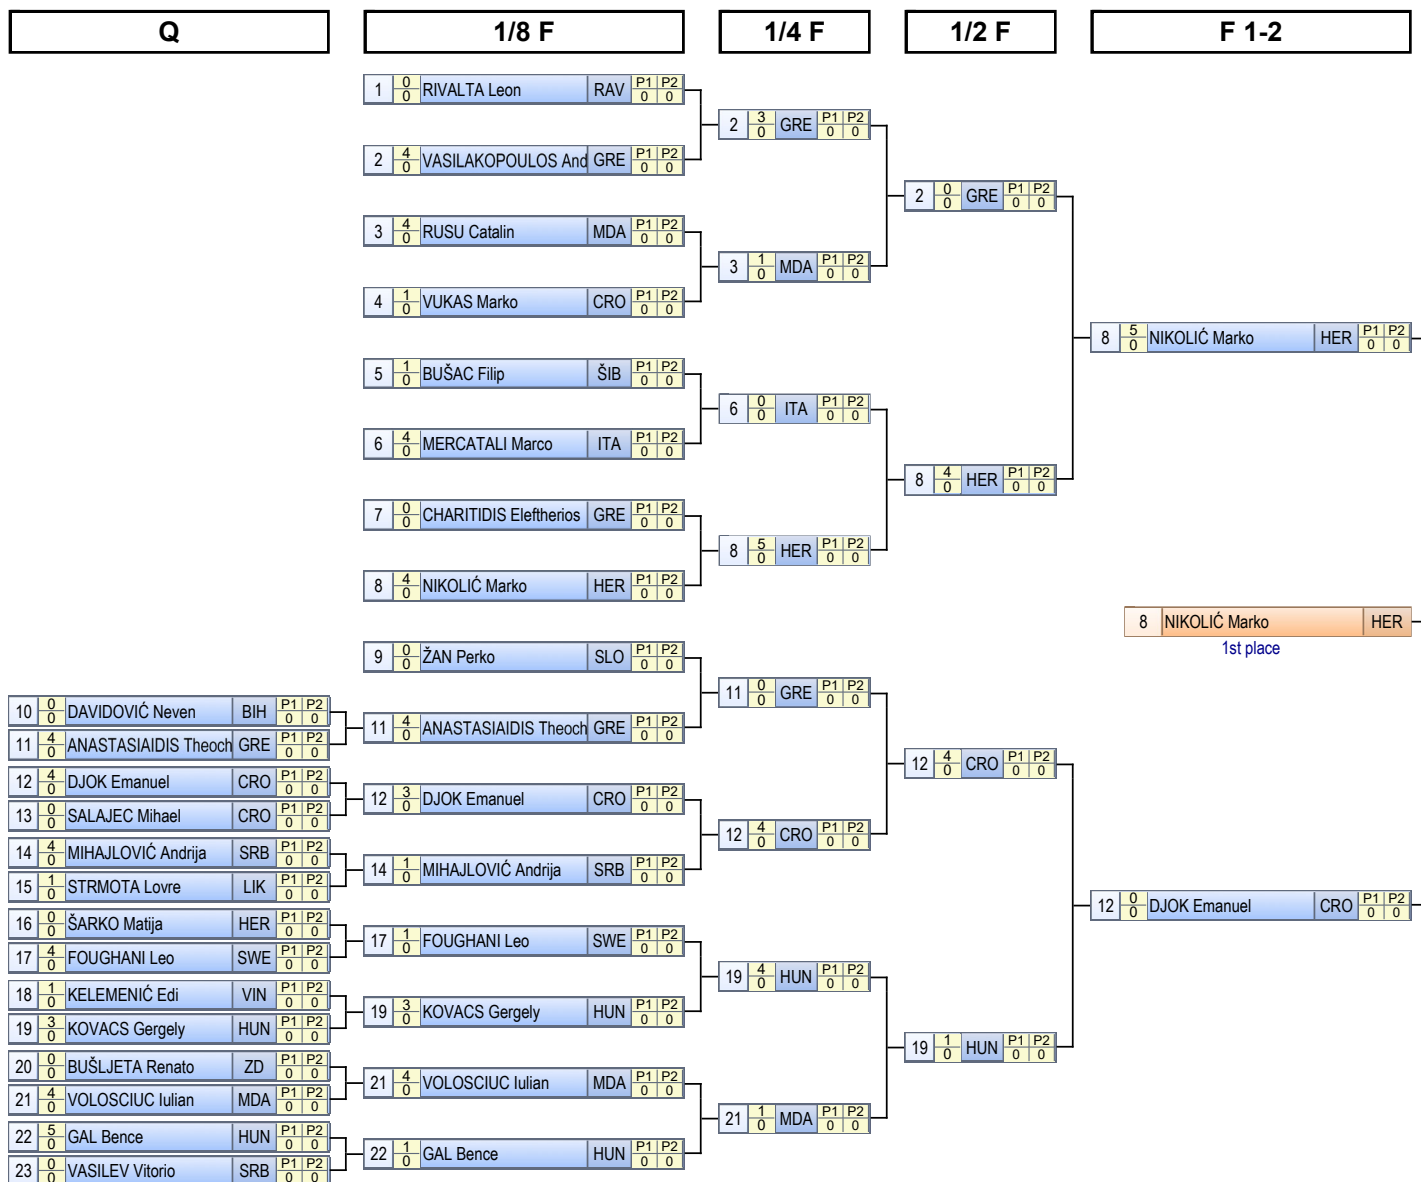 Q 1/8 F 1/4 F 1/2 F F 1-2
1 0 0 RIVALTA Leon RAV P1 P2 0 0
2 3 0 GRE P1 P2 0 0
2 4 0 VASILAKOPOULOS And GRE P1 P2 0 0
2 0 0 GRE P1 P2 0 0
3 4 0 RUSU Catalin MDA P1 P2 0 0
3 1 0 MDA P1 P2 0 0
4 1 0 VUKAS Marko CRO P1 P2 0 0
8 5 0 NIKOLIĆ Marko HER P1 P2 0 0
5 1 0 BUŠAC Filip ŠIB P1 P2 0 0
6 0 0 ITA P1 P2 0 0
6 4 0 MERCATALI Marco ITA P1 P2 0 0
8 4 0 HER P1 P2 0 0
7 0 0 CHARITIDIS Eleftherios GRE P1 P2 0 0
8 5 0 HER P1 P2 0 0
8 4 0 NIKOLIĆ Marko HER P1 P2 0 0
8 NIKOLIĆ Marko HER
1st place
9 0 0 ŽAN Perko SLO P1 P2 0 0
11 0 0 GRE P1 P2 0 0
10 0 0 DAVIDOVIĆ Neven BIH P1 P2 0 0
11 4 0 ANASTASIAIDIS Theoch GRE P1 P2 0 0
11 4 0 ANASTASIAIDIS Theoch GRE P1 P2 0 0
12 4 0 CRO P1 P2 0 0
12 4 0 DJOK Emanuel CRO P1 P2 0 0
12 3 0 DJOK Emanuel CRO P1 P2 0 0
13 0 0 SALAJEC Mihael CRO P1 P2 0 0
12 4 0 CRO P1 P2 0 0
14 4 0 MIHAJLOVIĆ Andrija SRB P1 P2 0 0
14 1 0 MIHAJLOVIĆ Andrija SRB P1 P2 0 0
15 1 0 STRMOTA Lovre LIK P1 P2 0 0
12 0 0 DJOK Emanuel CRO P1 P2 0 0
16 0 0 ŠARKO Matija HER P1 P2 0 0
17 1 0 FOUGHANI Leo SWE P1 P2 0 0
17 4 0 FOUGHANI Leo SWE P1 P2 0 0
19 4 0 HUN P1 P2 0 0
18 1 0 KELEMENIĆ Edi VIN P1 P2 0 0
19 3 0 KOVACS Gergely HUN P1 P2 0 0
19 3 0 KOVACS Gergely HUN P1 P2 0 0
19 1 0 HUN P1 P2 0 0
20 0 0 BUŠLJETA Renato ZD P1 P2 0 0
21 4 0 VOLOSCIUC Iulian MDA P1 P2 0 0
21 4 0 VOLOSCIUC Iulian MDA P1 P2 0 0
21 1 0 MDA P1 P2 0 0
22 5 0 GAL Bence HUN P1 P2 0 0
22 1 0 GAL Bence HUN P1 P2 0 0
23 0 0 VASILEV Vitorio SRB P1 P2 0 0